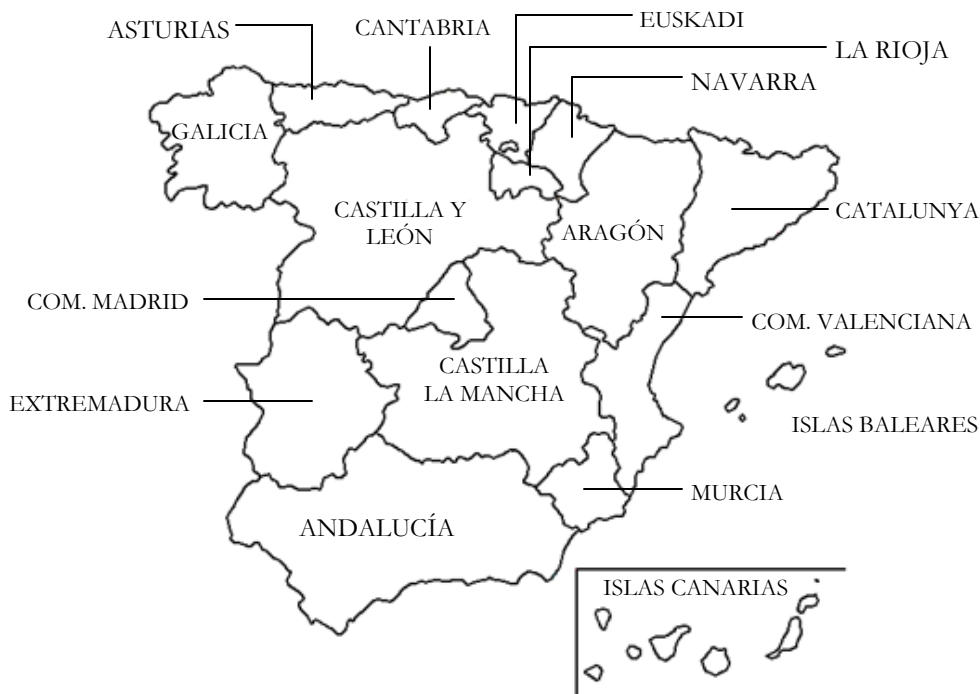 EUSKADI
ASTURIAS
CANTABRIA
LA RIOJA
NAVARRA
GALICIA
CASTILLA Y
LEÓN
ARAGÓN
CATALUNYA
COM. MADRID
COM. VALENCIANA
CASTILLA
LA MANCHA
EXTREMADURA
ISLAS BALEARES
MURCIA
ANDALUCÍA
ISLAS CANARIAS